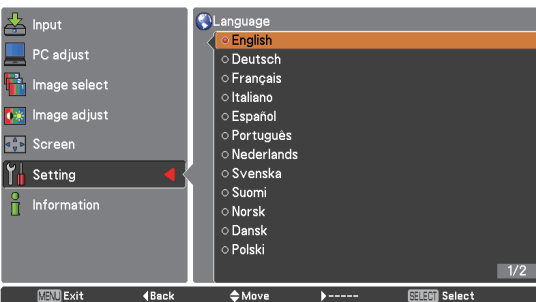 Input
PC adjust
Image select
Image adjust
Screen
Setting
Information
Language
English
Deutsch
Français
Italiano
Español
Português
Nederlands
Svenska
Suomi
Norsk
Dansk
Polski
1/2
MENU Exit
Back
Move
-----
SELECT Select